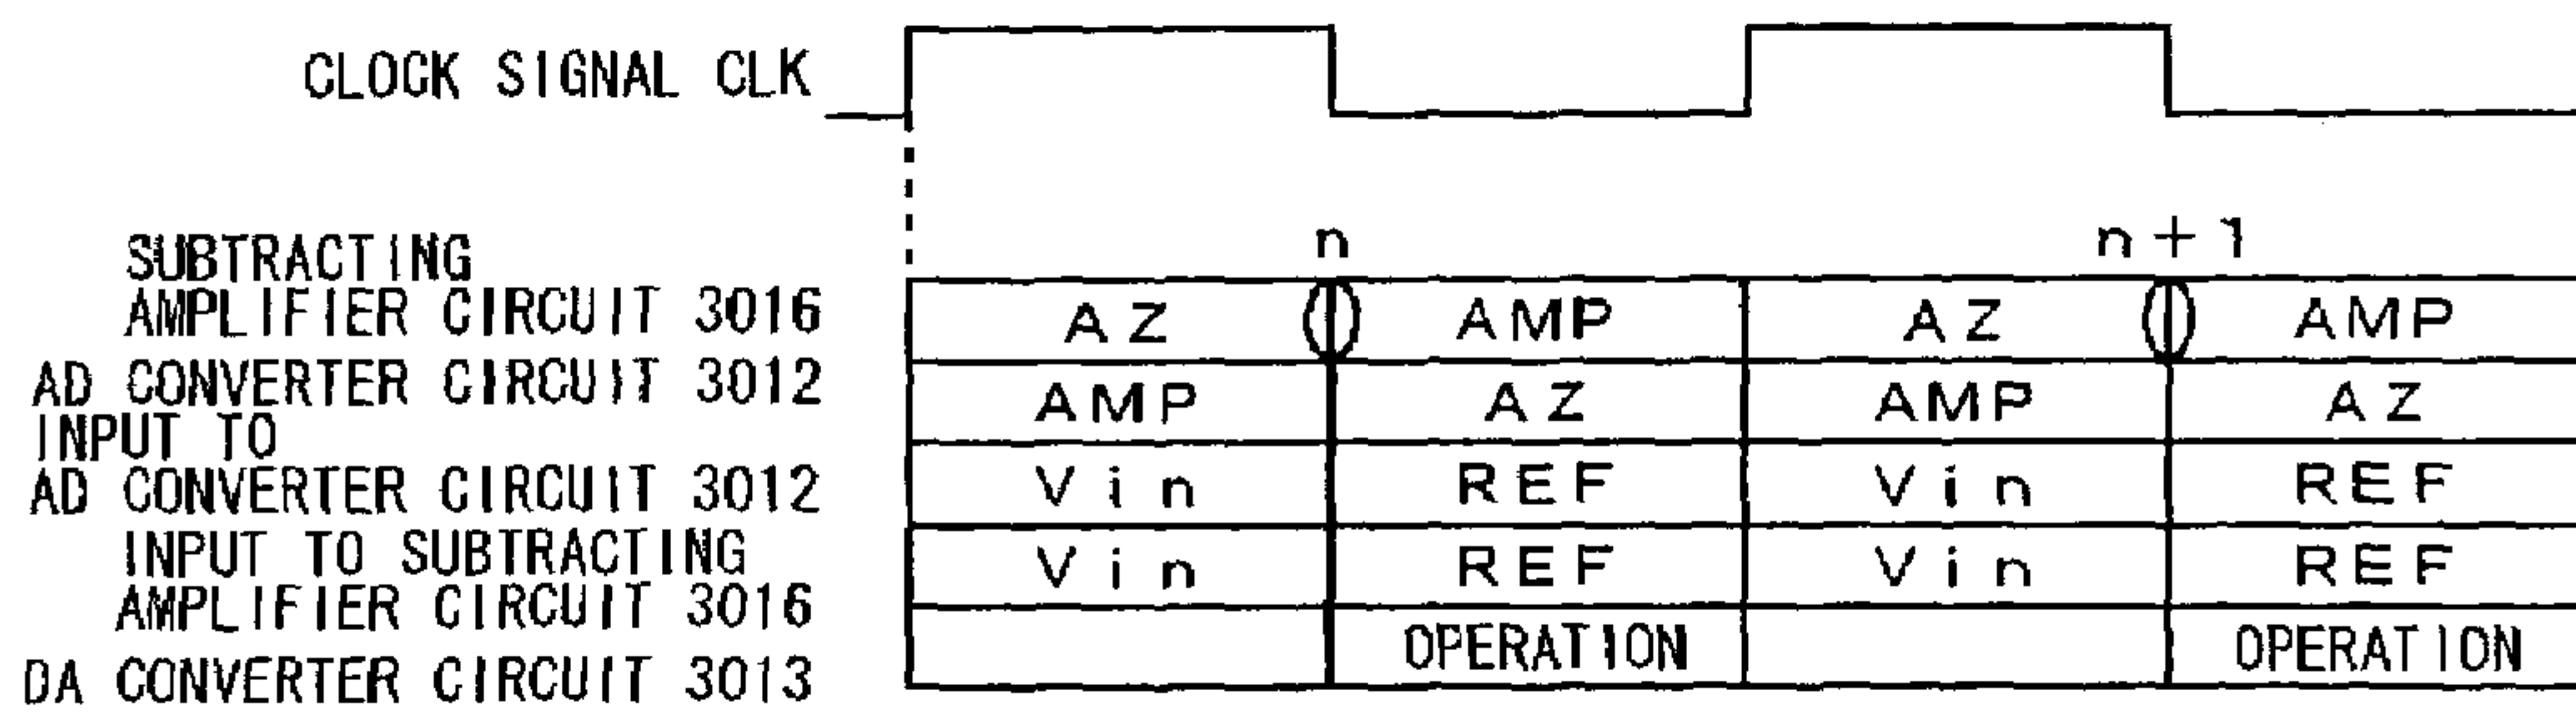 CLOCK SIGNAL CLK
n n+1
SUBTRACTING
AMPLIFIER CIRCUIT 3016 AZ AMP AZ AMP
AD CONVERTER CIRCUIT 3012 AMP AZ AMP AZ
INPUT TO
AD CONVERTER CIRCUIT 3012 Vin REF Vin REF
INPUT TO SUBTRACTING
AMPLIFIER CIRCUIT 3016 Vin REF Vin REF
DA CONVERTER CIRCUIT 3013 OPERATION OPERATION